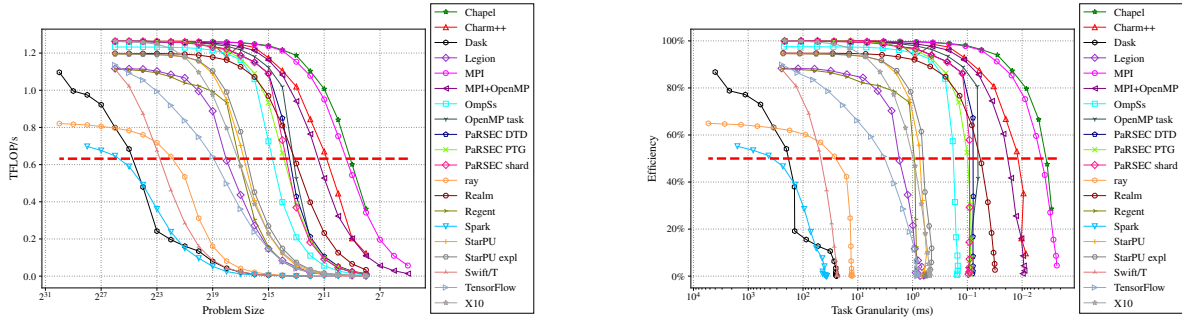 TFLOP/s
1.2
1.0
0.8
0.6
0.4
0.2
0.0
2^31
2^27
2^23
2^19
2^15
2^11
2^7
Problem Size
Chapel
Charm++
Dask
Legion
MPI
MPI+OpenMP
OmpSs
OpenMP task
PaRSEC DTD
PaRSEC PTG
PaRSEC shard
ray
Realm
Regent
Spark
StarPU
StarPU expl
Swift/T
TensorFlow
X10
Efficiency
100%
80%
60%
40%
20%
0%
10^4
10^3
10^2
10^1
10^0
10^-1
10^-2
Task Granularity (ms)
Chapel
Charm++
Dask
Legion
MPI
MPI+OpenMP
OmpSs
OpenMP task
PaRSEC DTD
PaRSEC PTG
PaRSEC shard
ray
Realm
Regent
Spark
StarPU
StarPU expl
Swift/T
TensorFlow
X10